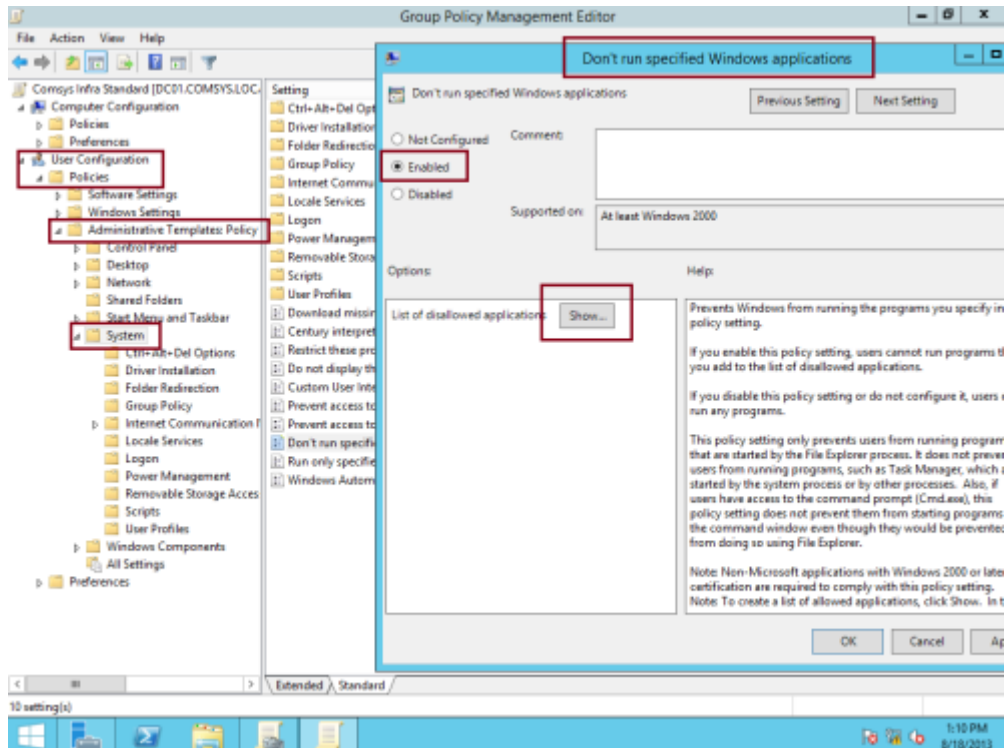 Group Policy Management Editor
File Action View Help
Comsys Infra Standard [DC01.COMSYS.LOC
Computer Configuration
Policies
Preferences
User Configuration
Policies
Software Settings
Windows Settings
Administrative Templates: Policy
Control Panel
Desktop
Network
Shared Folders
Start Menu and Taskbar
System
Ctrl+Alt+Del Options
Driver Installation
Folder Redirection
Group Policy
Internet Communication
Locale Services
Logon
Power Management
Removable Storage Acces
Scripts
User Profiles
Windows Components
All Settings
Preferences
Setting
Ctrl+Alt+Del Opt
Driver Installation
Folder Redirectio
Group Policy
Internet Commu
Locale Services
Logon
Power Managem
Removable Stora
Scripts
User Profiles
Download missin
Century interpret
Restrict these pro
Do not display th
Custom User Inte
Prevent access to
Prevent access to
Don't run specifie
Run only specifie
Windows Autom
Extended Standard
10 setting(s)
Don't run specified Windows applications
Don't run specified Windows applications
Previous Setting Next Setting
Not Configured
Enabled
Disabled
Comment:
Supported on:
At least Windows 2000
Options:
Help:
List of disallowed applications Show...
Prevents Windows from running the programs you specify in
policy setting.
If you enable this policy setting, users cannot run programs th
you add to the list of disallowed applications.
If you disable this policy setting or do not configure it, users
run any programs.
This policy setting only prevents users from running program
that are started by the File Explorer process. It does not preven
users from running programs, such as Task Manager, which
started by the system process or by other processes. Also, if
users have access to the command prompt (Cmd.exe), this
policy setting does not prevent them from starting programs
the command window even though they would be prevented
from doing so using File Explorer.
Note: Non-Microsoft applications with Windows 2000 or later
certification are required to comply with this policy setting.
Note: To create a list of allowed applications, click Show. In t
OK Cancel Ap
1:10 PM
8/18/2013